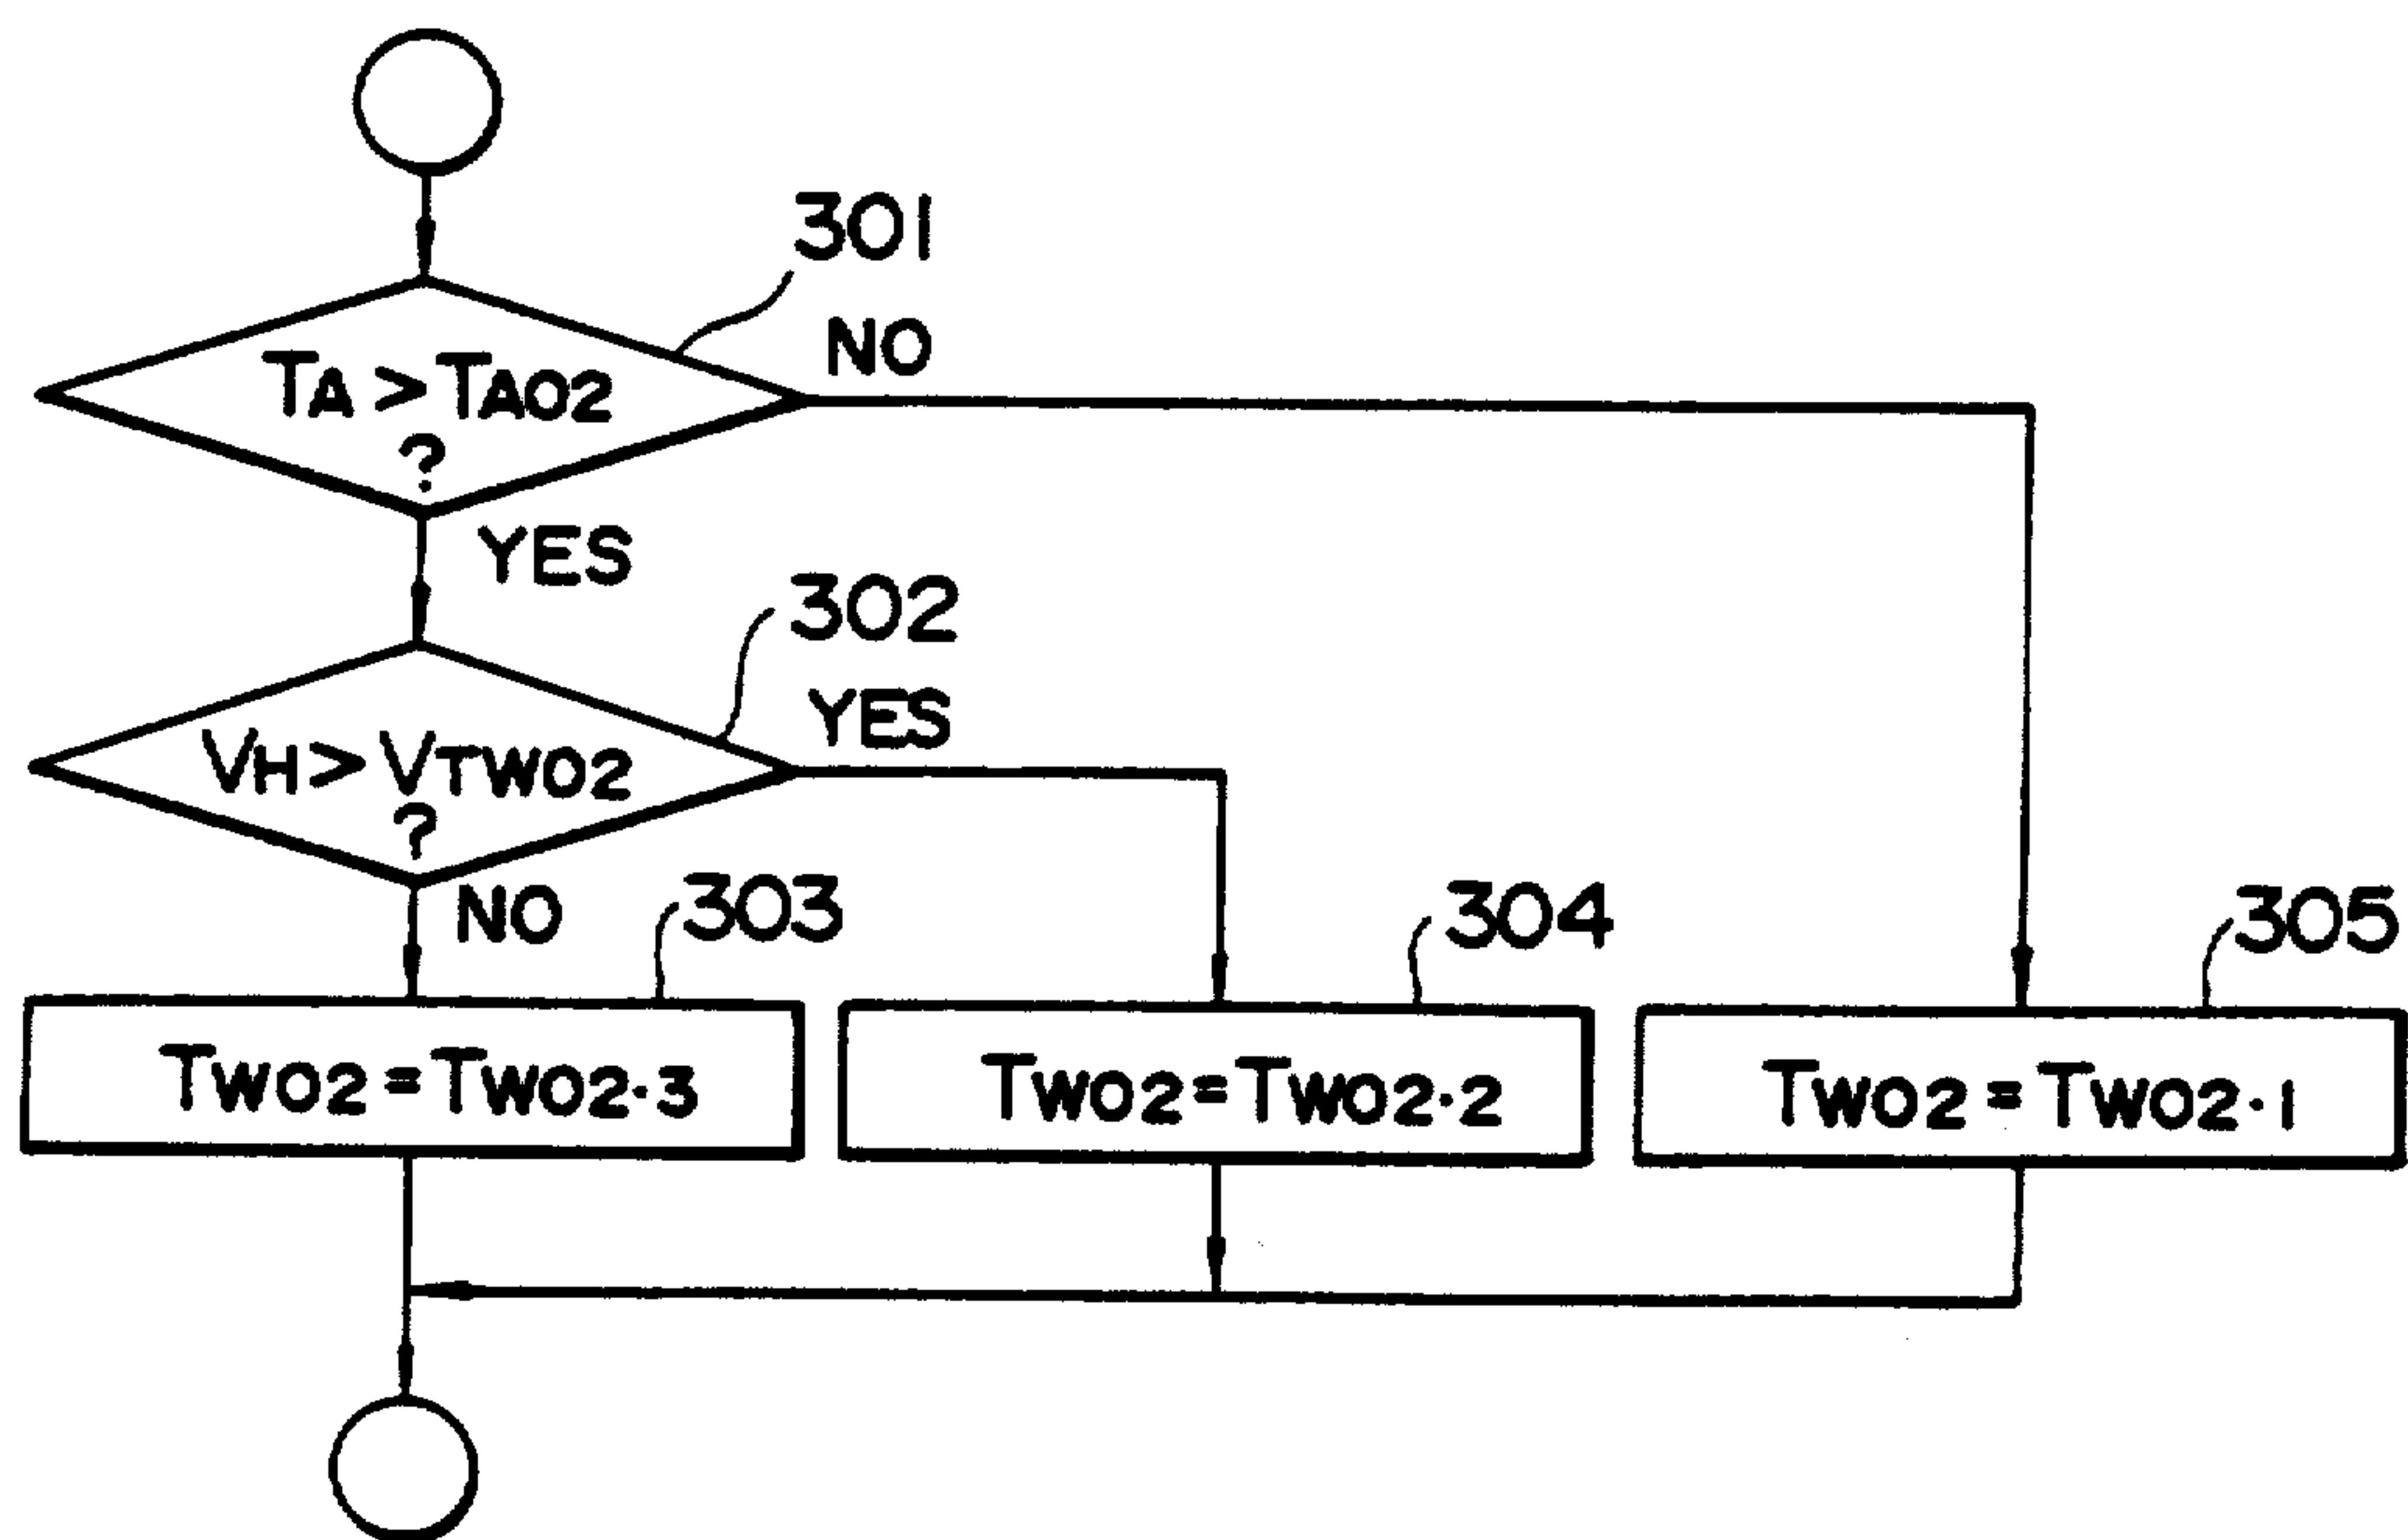 301
NO
TA > TA02
?
YES
302
YES
VH > VTW02
?
NO
303
304
305
TW02 = TW02·3
TW02 = TW02·2
TW02 = TW02·1